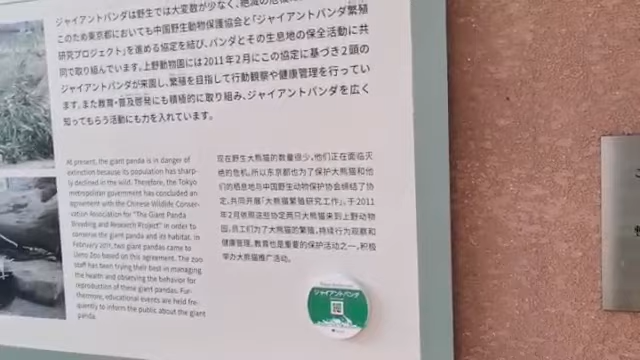 ジャイアントパンダは野生では大変数が少なく、絶滅の危機
このため東京都においても中国野生動物保護協会と「ジャイアントパンダ繁殖
研究プロジェクト」を進める協定を結び、パンダとその生息地の保全活動に共
同で取り組んでいます。上野動物園には2011年2月にこの協定に基づき2頭の
ジャイアントパンダが来園し、繁殖を目指して行動観察や健康管理を行ってい
ます。また教育・普及啓発にも積極的に取り組み、ジャイアントパンダを広く
知ってもらう活動にも力を入れています。
At present, the giant panda is in danger of
extinction because its population has sharp-
ly declined in the wild. Therefore, the Tokyo
metropolitan government has concluded an
agreement with the Chinese Wildlife Conser-
vation Association for "The Giant Panda
Breeding and Research Project" in order to
conserve the giant panda and its habitat. In
February 2011, two giant pandas came to
Ueno Zoo based on this agreement. The zoo
staff has been trying their best in managing
the health and observing the behavior for
reproduction of these giant pandas. Fur-
thermore, educational events are held fre-
quently to inform the public about the giant
panda.
现在野生大熊猫的数量很少，他们正在面临灭
绝的危机。所以东京都也为了保护大熊猫和他
们的栖息地与中国野生动物保护协会缔结了协
定，共同开展「大熊猫繁殖研究工作」。于2011
年2月依照这些协定两只大熊猫来到上野动物
园。员工们为了大熊猫的繁殖，持续行为观察和
健康管理。教育也是重要的保护活动之一，积极
举办大熊猫推广活动。
ジャイアントパンダ